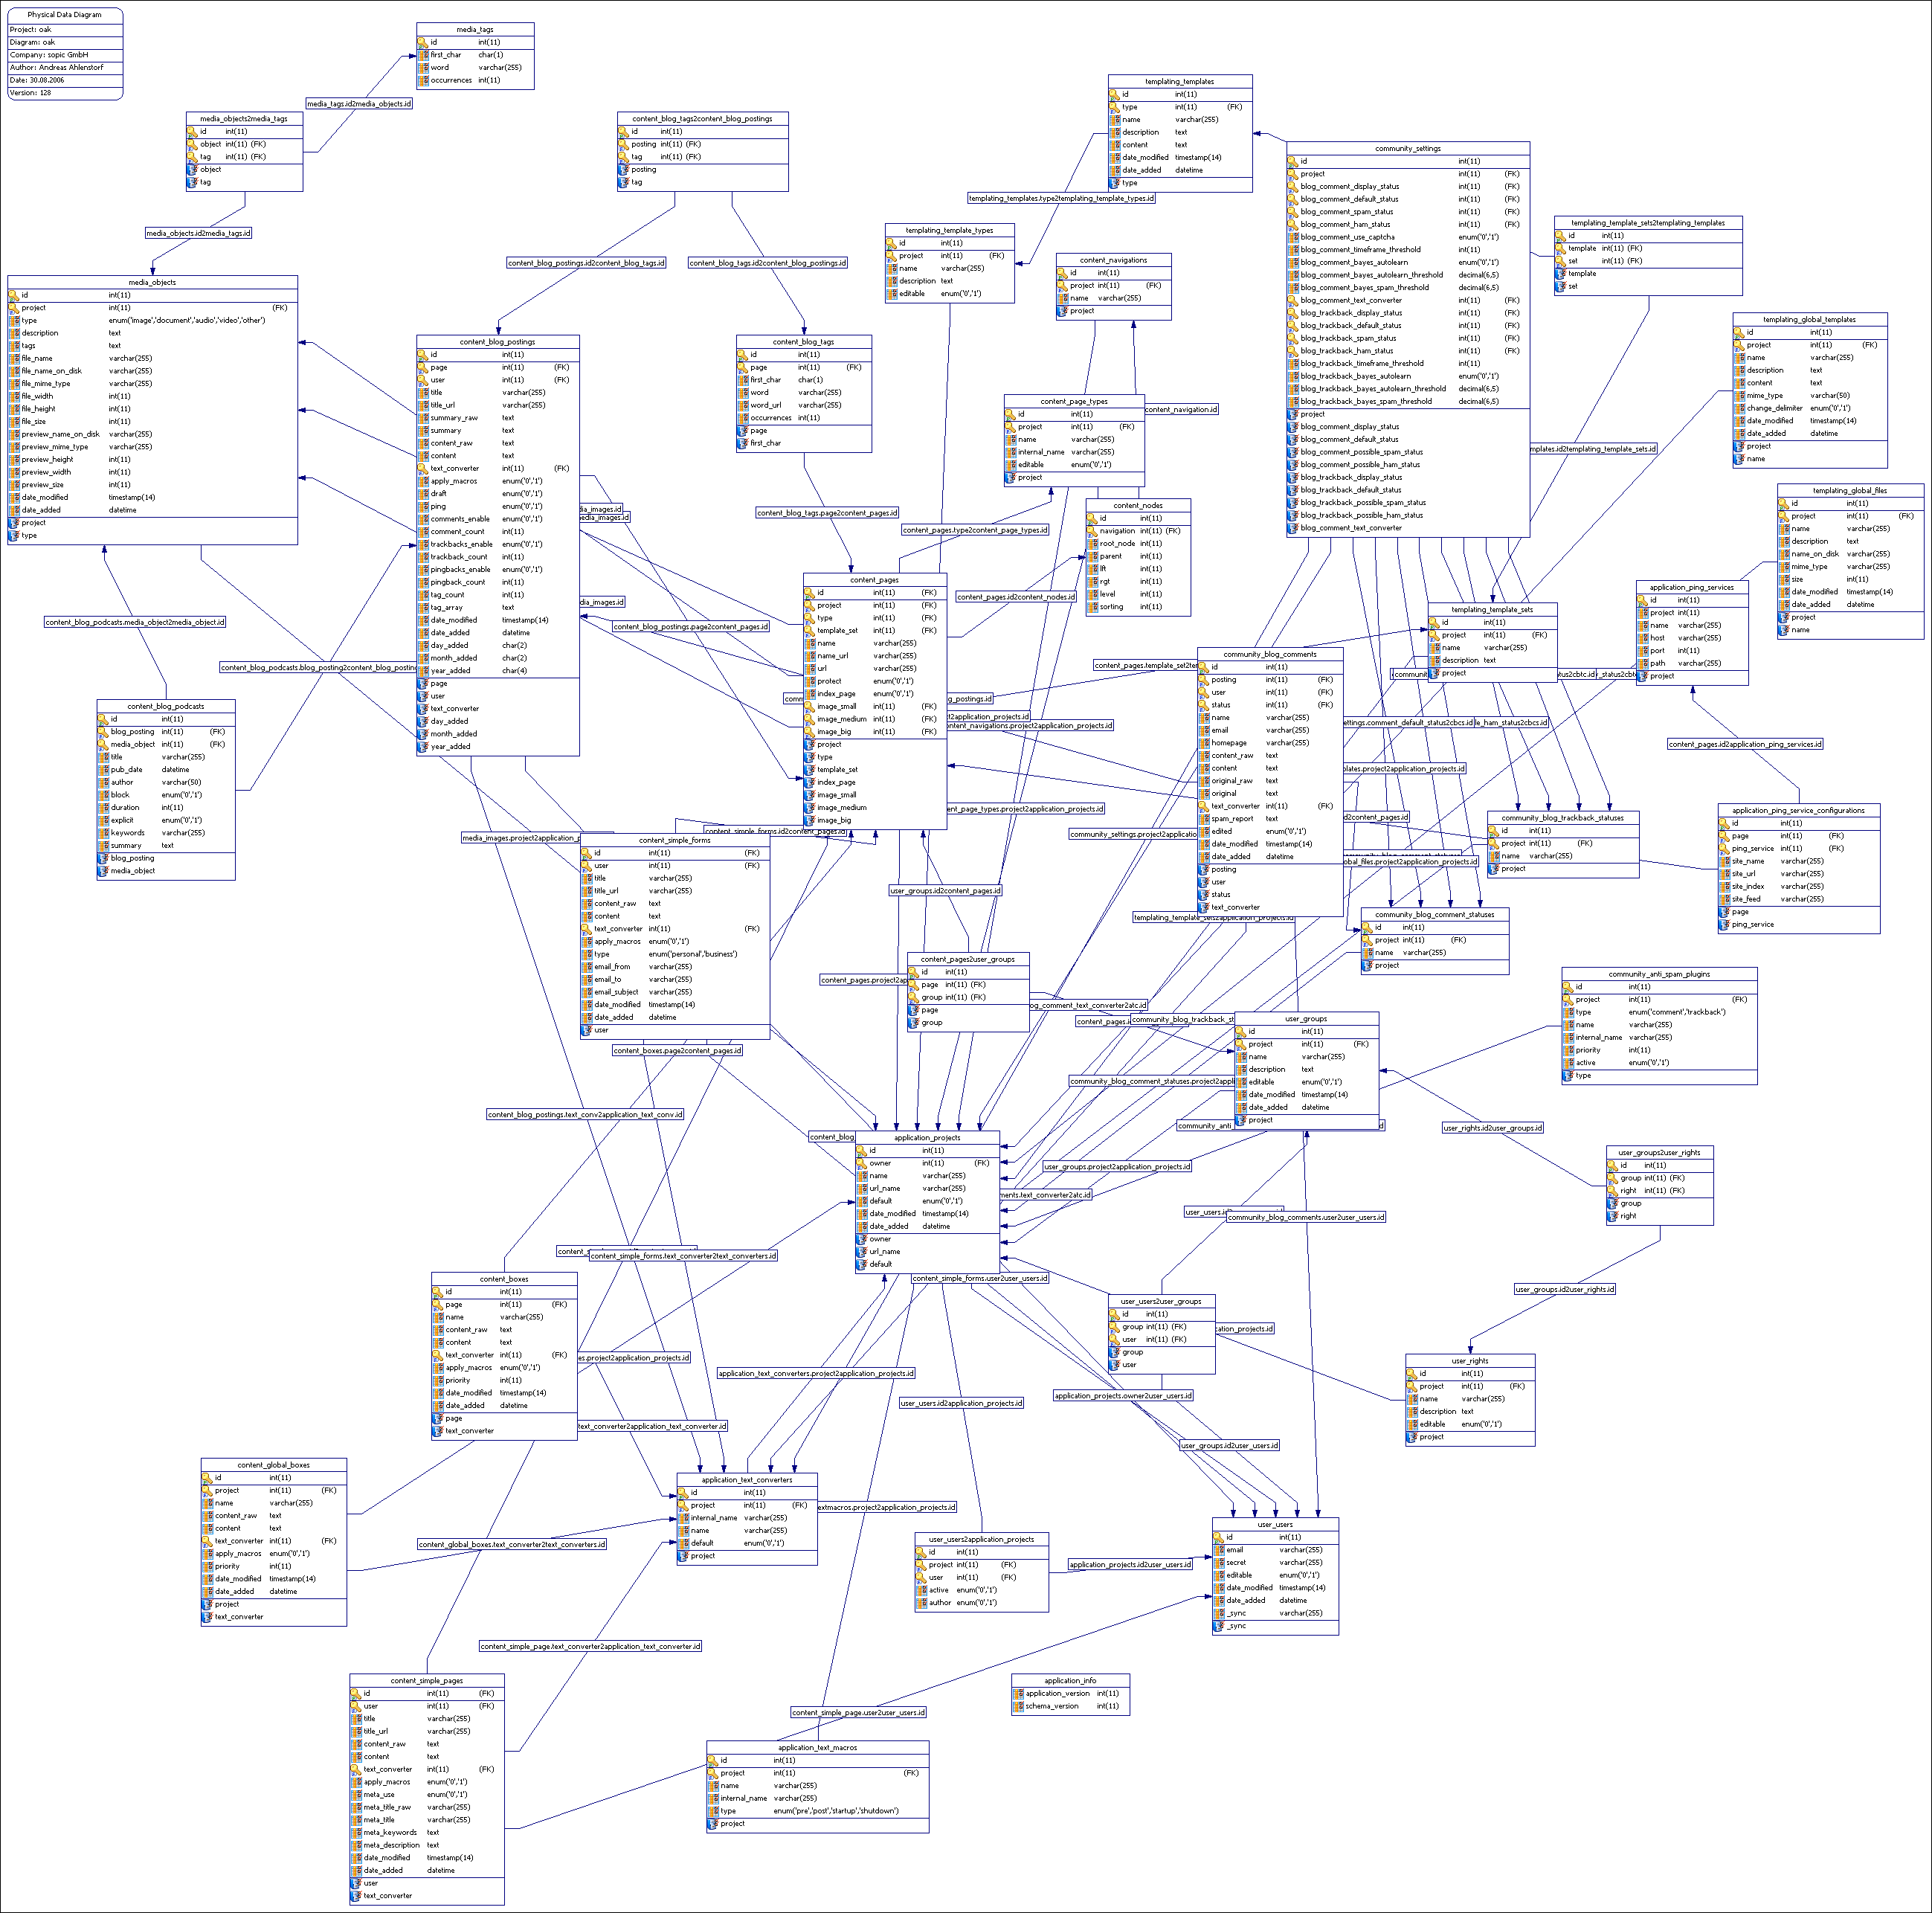 Physical Data Diagram
Project: oak
Diagram: oak
Company: sopic GmbH
Author: Andreas Ahlenstorf
Date: 30.08.2006
Version: 128
media_tags
id int(11)
first_char char(1)
word varchar(255)
occurrences int(11)
media_tags.id2media_objects.id
media_objects2media_tags
id int(11)
object int(11) (FK)
tag int(11) (FK)
object
tag
media_objects.id2media_tags.id
content_blog_tags2content_blog_postings
id int(11)
posting int(11) (FK)
tag int(11) (FK)
posting
tag
content_blog_postings.id2content_blog_tags.id
content_blog_tags.id2content_blog_postings.id
templating_templates
id int(11)
type int(11) (FK)
name varchar(255)
description text
content text
date_modified timestamp(14)
date_added datetime
type
templating_templates.type2templating_template_types.id
templating_template_types
id int(11)
project int(11) (FK)
name varchar(255)
description text
editable enum('0','1')
content_navigations
id int(11)
project int(11) (FK)
name varchar(255)
project
community_settings
id int(11)
project int(11) (FK)
blog_comment_display_status int(11) (FK)
blog_comment_default_status int(11) (FK)
blog_comment_spam_status int(11) (FK)
blog_comment_ham_status int(11) (FK)
blog_comment_use_captcha enum('0','1')
blog_comment_timeframe_threshold int(11)
blog_comment_bayes_autolearn enum('0','1')
blog_comment_bayes_autolearn_threshold decimal(6,5)
blog_comment_bayes_spam_threshold decimal(6,5)
blog_comment_text_converter int(11) (FK)
blog_trackback_display_status int(11) (FK)
blog_trackback_default_status int(11) (FK)
blog_trackback_spam_status int(11) (FK)
blog_trackback_ham_status int(11) (FK)
blog_trackback_timeframe_threshold int(11)
blog_trackback_bayes_autolearn enum('0','1')
blog_trackback_bayes_autolearn_threshold decimal(6,5)
blog_trackback_bayes_spam_threshold decimal(6,5)
project
blog_comment_display_status
blog_comment_default_status
blog_comment_possible_spam_status
blog_comment_possible_ham_status
blog_trackback_display_status
blog_trackback_default_status
blog_trackback_possible_spam_status
blog_trackback_possible_ham_status
blog_comment_text_converter
templating_template_sets2templating_templates
id int(11)
template int(11) (FK)
set int(11) (FK)
template
set
mplates.id2templating_template_sets.id
templating_global_templates
id int(11)
project int(11) (FK)
name varchar(255)
description text
content text
mime_type varchar(50)
change_delimiter enum('0','1')
date_modified timestamp(14)
date_added datetime
project
name
templating_global_files
id int(11)
project int(11) (FK)
name varchar(255)
description text
name_on_disk varchar(255)
mime_type varchar(255)
size int(11)
date_modified timestamp(14)
date_added datetime
project
name
media_objects
id int(11)
project int(11) (FK)
type enum('image','document','audio','video','other')
description text
tags text
file_name varchar(255)
file_name_on_disk varchar(255)
file_mime_type varchar(255)
file_width int(11)
file_height int(11)
file_size int(11)
preview_name_on_disk varchar(255)
preview_mime_type varchar(255)
preview_height int(11)
preview_width int(11)
preview_size int(11)
date_modified timestamp(14)
date_added datetime
project
type
content_blog_postings
id int(11)
page int(11) (FK)
user int(11) (FK)
title varchar(255)
title_url varchar(255)
summary_raw text
summary text
content_raw text
content text
text_converter int(11) (FK)
apply_macros enum('0','1')
draft enum('0','1')
ping enum('0','1')
comments_enable enum('0','1')
comment_count int(11)
trackbacks_enable enum('0','1')
trackback_count int(11)
pingbacks_enable enum('0','1')
pingback_count int(11)
tag_count int(11)
tag_array text
date_modified timestamp(14)
date_added datetime
day_added char(2)
month_added char(2)
year_added char(4)
page
user
text_converter
day_added
month_added
year_added
content_blog_tags
id int(11)
page int(11) (FK)
first_char char(1)
word varchar(255)
word_url varchar(255)
occurrences int(11)
page
first_char
content_blog_tags.page2content_pages.id
content_page_types
id int(11)
project int(11) (FK)
name varchar(255)
internal_name varchar(255)
editable enum('0','1')
project
content_navigation.id
content_nodes
id int(11)
navigation int(11) (FK)
root_node int(11)
parent int(11)
lft int(11)
rgt int(11)
level int(11)
sorting int(11)
content_pages.type2content_page_types.id
content_pages.id2content_nodes.id
dia_images.id
media_images.id
dia_images.id
content_blog_postings.page2content_pages.id
content_blog_podcasts.media_object2media_object.id
content_blog_podcasts.blog_posting2content_blog_posting
content_pages
id int(11) (FK)
project int(11) (FK)
type int(11) (FK)
template_set int(11) (FK)
name varchar(255)
name_url varchar(255)
url varchar(255)
protect enum('0','1')
index_page enum('0','1')
image_small int(11) (FK)
image_medium int(11) (FK)
image_big int(11) (FK)
project
type
template_set
index_page
image_small
image_medium
image_big
content_pages.template_set2ter
g_postings.id
t2application_projects.id
ntent_navigations.project2application_projects.id
ent_page_types.project2application_projects.id
community_blog_comments
id int(11)
posting int(11) (FK)
user int(11) (FK)
status int(11) (FK)
name varchar(255)
email varchar(255)
homepage varchar(255)
content_raw text
content text
original_raw text
original text
text_converter int(11) (FK)
spam_report text
edited enum('0','1')
date_modified timestamp(14)
date_added datetime
posting
user
status
text_converter
templating_template_sets
id int(11)
project int(11) (FK)
name varchar(255)
description text
project
application_ping_services
id int(11)
project int(11)
name varchar(255)
host varchar(255)
port int(11)
path varchar(255)
project
content_pages.id2application_ping_services.id
settings.comment_default_status2cbcs.id
e_ham_status2cbcs.id
lates.project2application_projects.id
2content_pages.id
obal_files.project2application_projects.id
community_settings.project2application
content_blog_podcasts
id int(11)
blog_posting int(11) (FK)
media_object int(11) (FK)
title varchar(255)
pub_date datetime
author varchar(50)
block enum('0','1')
duration int(11)
explicit enum('0','1')
keywords varchar(255)
summary text
blog_posting
media_object
media_images.project2application_p
content_simple_forms.id2content_pages.id
content_simple_forms
id int(11) (FK)
user int(11) (FK)
title varchar(255)
title_url varchar(255)
content_raw text
content text
text_converter int(11) (FK)
apply_macros enum('0','1')
type enum('personal','business')
email_from varchar(255)
email_to varchar(255)
email_subject varchar(255)
date_modified timestamp(14)
date_added datetime
user
community_blog_trackback_statuses
id int(11)
project int(11) (FK)
name varchar(255)
project
application_ping_service_configurations
id int(11)
page int(11) (FK)
ping_service int(11) (FK)
site_name varchar(255)
site_url varchar(255)
site_index varchar(255)
site_feed varchar(255)
page
ping_service
user_groups.id2content_pages.id
templating_template_sets2application_projects.id
community_blog_comment_statuses
id int(11)
project int(11) (FK)
name varchar(255)
project
content_pages2user_groups
id int(11)
page int(11) (FK)
group int(11) (FK)
page
group
content_pages.project2ap
og_comment_text_converter2atc.id
content_pages.i
community_blog_trackback_st
user_groups
id int(11)
project int(11) (FK)
name varchar(255)
description text
editable enum('0','1')
date_modified timestamp(14)
date_added datetime
project
community_anti_spam_plugins
id int(11)
project int(11) (FK)
type enum('comment','trackback')
name varchar(255)
internal_name varchar(255)
priority int(11)
active enum('0','1')
type
content_boxes.page2content_pages.id
community_blog_comment_statuses.project2appl
content_blog_postings.text_conv2application_text_conv.id
community_anti
user_rights.id2user_groups.id
content_blog
application_projects
id int(11)
owner int(11) (FK)
name varchar(255)
url_name varchar(255)
default enum('0','1')
date_modified timestamp(14)
date_added datetime
owner
url_name
default
user_groups.project2application_projects.id
ments.text_converter2atc.id
user_groups2user_rights
id int(11)
group int(11) (FK)
right int(11) (FK)
group
right
user_users.id2
community_blog_comments.user2user_users.id
content_simple_forms.text_converter2text_converters.id
content_simple_forms.user2user_users.id
user_groups.id2user_rights.id
content_boxes
id int(11)
page int(11) (FK)
name varchar(255)
content_raw text
content text
text_converter int(11) (FK)
apply_macros enum('0','1')
priority int(11)
date_modified timestamp(14)
date_added datetime
page
text_converter
user_users2user_groups
id int(11)
group int(11) (FK)
user int(11) (FK)
group
user
cation_projects.id
es.project2application_projects.id
application_text_converters.project2application_projects.id
user_users.id2application_projects.id
application_projects.owner2user_users.id
user_rights
id int(11)
project int(11) (FK)
name varchar(255)
description text
editable enum('0','1')
project
text_converter2application_text_converter.id
user_groups.id2user_users.id
content_global_boxes
id int(11)
project int(11) (FK)
name varchar(255)
content_raw text
content text
text_converter int(11) (FK)
apply_macros enum('0','1')
priority int(11)
date_modified timestamp(14)
date_added datetime
project
text_converter
application_text_converters
id int(11)
project int(11) (FK)
internal_name varchar(255)
name varchar(255)
default enum('0','1')
project
extmacros.project2application_projects.id
content_global_boxes.text_converter2text_converters.id
user_users2application_projects
id int(11)
project int(11) (FK)
user int(11) (FK)
active enum('0','1')
author enum('0','1')
application_projects.id2user_users.id
user_users
id int(11)
email varchar(255)
secret varchar(255)
editable enum('0','1')
date_modified timestamp(14)
date_added datetime
_sync varchar(255)
_sync
content_simple_page.text_converter2application_text_converter.id
content_simple_pages
id int(11) (FK)
user int(11) (FK)
title varchar(255)
title_url varchar(255)
content_raw text
content text
text_converter int(11) (FK)
apply_macros enum('0','1')
meta_use enum('0','1')
meta_title_raw varchar(255)
meta_title varchar(255)
meta_keywords text
meta_description text
date_modified timestamp(14)
date_added datetime
user
text_converter
content_simple_page.user2user_users.id
application_info
application_version int(11)
schema_version int(11)
application_text_macros
id int(11)
project int(11) (FK)
name varchar(255)
internal_name varchar(255)
type enum('pre','post','startup','shutdown')
project